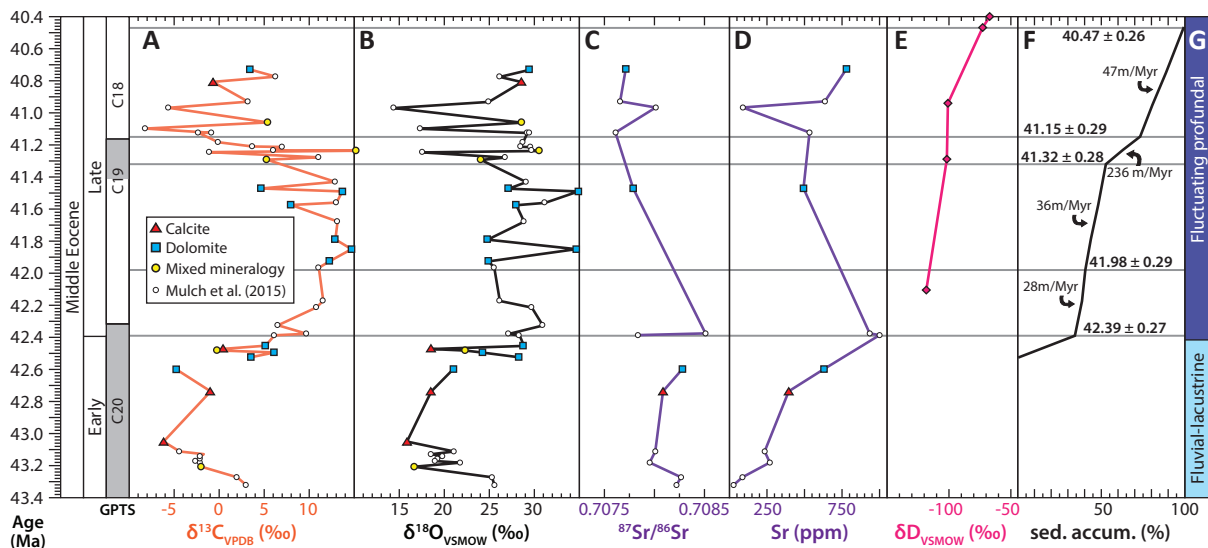 40.4
40.6
40.8
41.0
41.2
41.4
41.6
41.8
42.0
42.2
42.4
42.6
42.8
43.0
43.2
43.4
Age
(Ma)
Middle Eocene
Late
Early
C18
C19
C20
GPTS
A
B
C
D
E
F
G
Calcite
Dolomite
Mixed mineralogy
Mulch et al. (2015)
40.47 ± 0.26
47m/Myr
41.15 ± 0.29
41.32 ± 0.28
236 m/Myr
36m/Myr
41.98 ± 0.29
28m/Myr
42.39 ± 0.27
Fluctuating profundal
Fluvial-lacustrine
-5 0 5 10
δ13CVPDB (‰)
15 20 25 30
δ18OVSMOW (‰)
0.7075 0.7085
87Sr/86Sr
250 750
Sr (ppm)
-100 -50
δDVSMOW (‰)
0 50 100
sed. accum. (%)